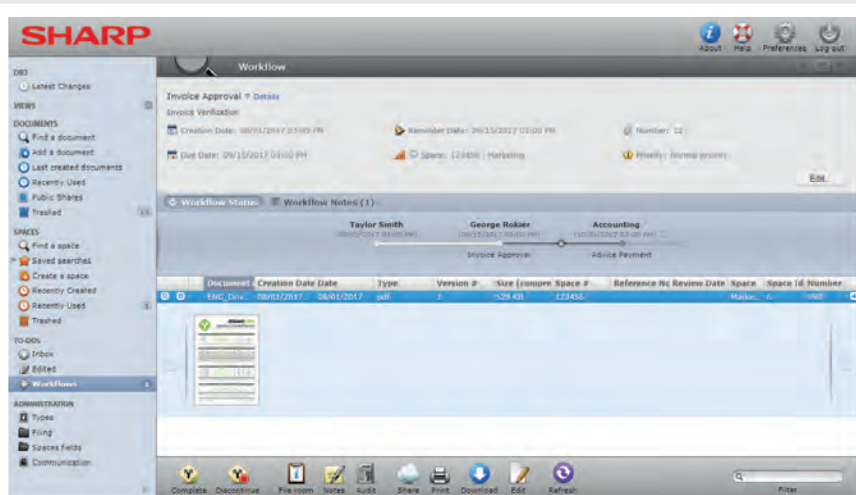 SHARP
About Help Preferences Log out
DB3
Latest Changes
VIEWS
DOCUMENTS
Find a document
Add a document
Last created documents
Recently Used
Public Shares
Trashed
SPACES
Find a space
Saved searches
Create a space
Recently Created
Recently Used
Trashed
TO-DOS
Inbox
Edited
Workflows
ADMINISTRATION
Types
Filing
Spaces fields
Communication
Workflow
Invoice Approval Details
Invoice Verification
Creation Date: 08/01/2017 03:00 PM Reminder Date: 09/15/2017 03:00 PM Number: 12
Due Date: 09/15/2017 03:00 PM Space: 123456 | Marketing Priority: Normal priority
Edit
Workflow Status Workflow Notes (1)
Taylor Smith George Rokier Accounting
Invoice Approval Advice Payment
Document Creation Date Date Type Version # Size (compre Space # Reference No Review Date Space Space Id Number
08/01/2017 08/01/2017 pdf 1 529 KB 123456
Complete Discontinue File room Notes Audit Share Print Download Edit Refresh
Filter